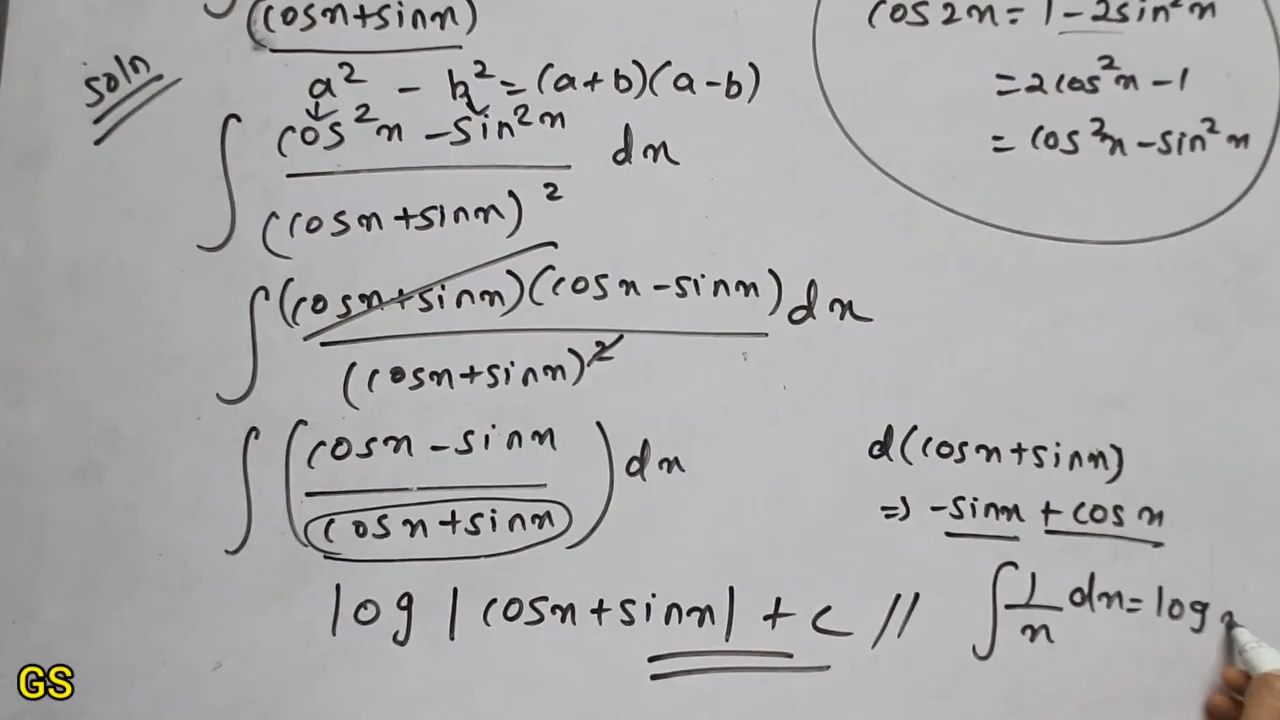 (cosx+sinx)
cos2x = 1 - 2sin²x
soln
a² - b² = (a+b)(a-b)
= 2cos²x - 1
∫ cos²x - sin²x / (cosx+sinx)² dx
= cos²x - sin²x
∫ (cosx+sinx)(cosx-sinx) / (cosx+sinx)² dx
∫ (cosx-sinx / cosx+sinx) dx
d(cosx+sinx)
=> -sinx + cosx
log |cosx+sinx| + c //
∫ 1/x dx = log
GS